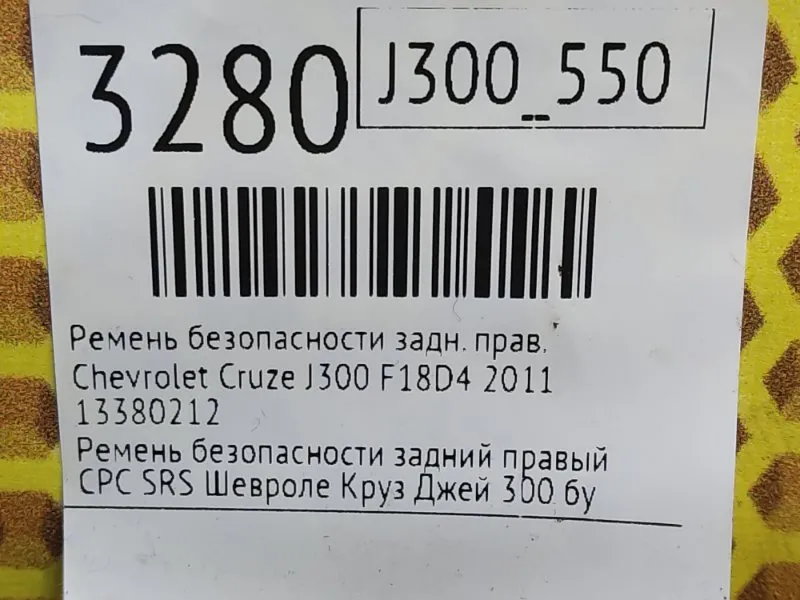 3280
J300_550
Ремень безопасности задн. прав.
Chevrolet Cruze J300 F18D4 2011
13380212
Ремень безопасности задний правый
СРС SRS Шевроле Круз Джей 300 бу